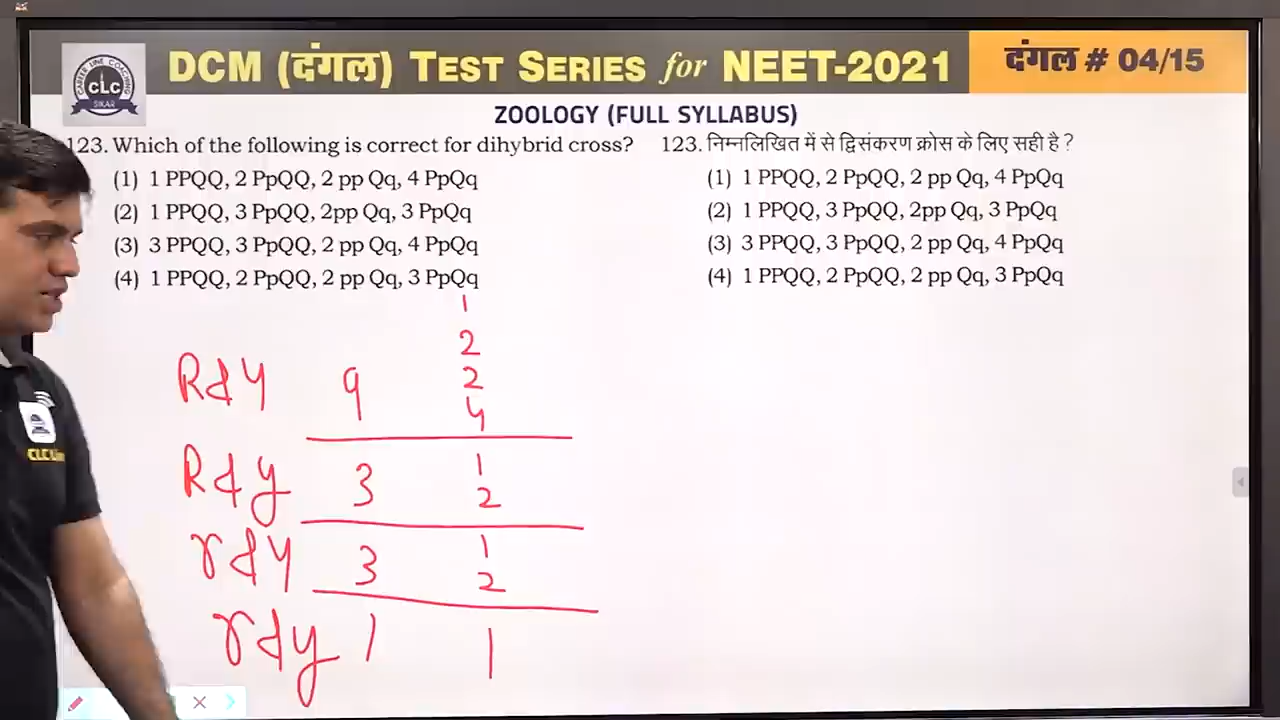 DCM (दंगल) TEST SERIES for NEET-2021
दंगल # 04/15
CAREER LINE COACHING
CLC
SIKAR
ZOOLOGY (FULL SYLLABUS)
123. Which of the following is correct for dihybrid cross?
(1) 1 PPQQ, 2 PpQQ, 2 pp Qq, 4 PpQq
(2) 1 PPQQ, 3 PpQQ, 2pp Qq, 3 PpQq
(3) 3 PPQQ, 3 PpQQ, 2 pp Qq, 4 PpQq
(4) 1 PPQQ, 2 PpQQ, 2 pp Qq, 3 PpQq
123. निम्नलिखित में से द्विसंकरण क्रोस के लिए सही है ?
(1) 1 PPQQ, 2 PpQQ, 2 pp Qq, 4 PpQq
(2) 1 PPQQ, 3 PpQQ, 2pp Qq, 3 PpQq
(3) 3 PPQQ, 3 PpQQ, 2 pp Qq, 4 PpQq
(4) 1 PPQQ, 2 PpQQ, 2 pp Qq, 3 PpQq
1
2
R & Y 9 2
4
R & y 3 1
2
r & Y 3 1
2
r & y 1 1